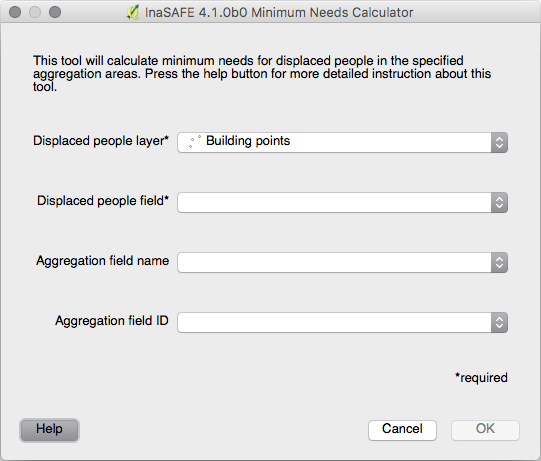 InaSAFE 4.1.0b0 Minimum Needs Calculator
This tool will calculate minimum needs for displaced people in the specified
aggregation areas. Press the help button for more detailed instruction about this
tool.
Displaced people layer* Building points
Displaced people field*
Aggregation field name
Aggregation field ID
*required
Help Cancel OK